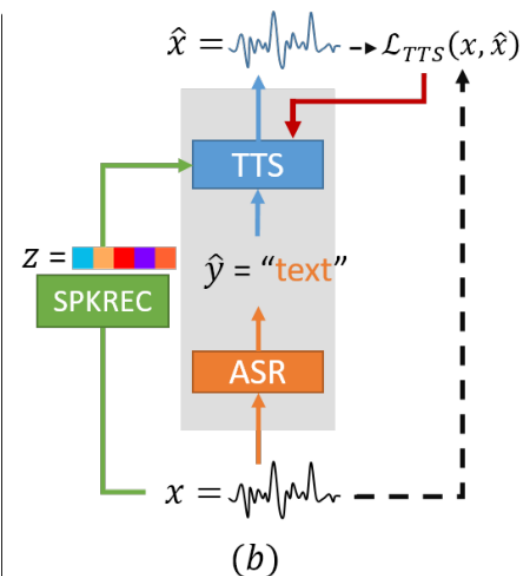 x̂ = ⇢ ℒ_TTS(x, x̂)
TTS
z =
SPKREC
ŷ = “text”
ASR
x =
(b)